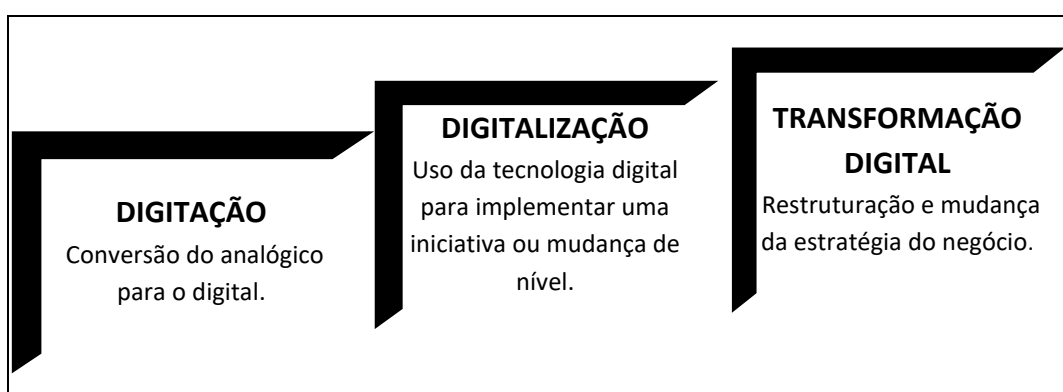 DIGITAÇÃO
Conversão do analógico
para o digital.
DIGITALIZAÇÃO
Uso da tecnologia digital
para implementar uma
iniciativa ou mudança de
nível.
TRANSFORMAÇÃO
DIGITAL
Restruturação e mudança
da estratégia do negócio.